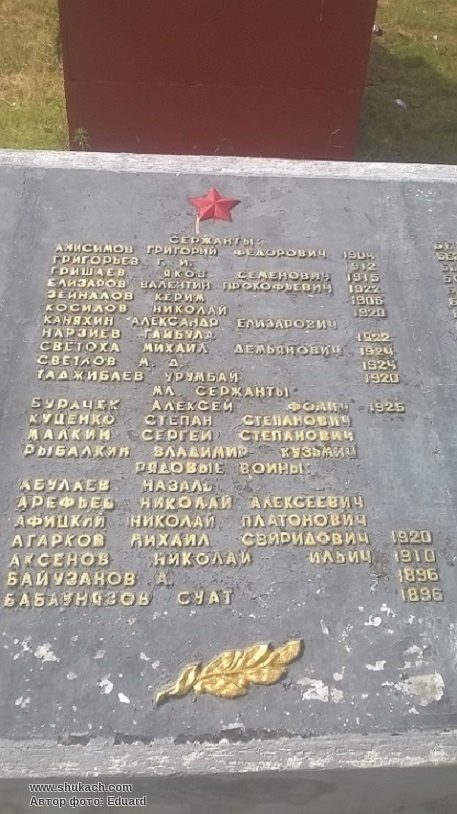 СЕРЖАНТЫ:
АНИСИМОВ ГРИГОРИЙ ФЕДОРОВИЧ 1904
ГРИГОРЬЕВ Г. И. 1912
ГРИШАЕВ ЯКОВ СЕМЕНОВИЧ 1915
ЕЛИЗАРОВ ВАЛЕНТИН ПРОКОФЬЕВИЧ 1922
ЗЕЙНАЛОВ КЕРИМ 1906
КОСИЛОВ НИКОЛАЙ 1920
КАНЯХИН АЛЕКСАНДР ЕЛИЗАРОВИЧ
НАРЗИЕВ 1922
СВЕТОХА МИХАИЛ ДЕМЬЯНОВИЧ 1924
СВЕТЛОВ М. Д. 1924
ТАДЖИБАЕВ УРУМБАЙ 1920
МЛ. СЕРЖАНТЫ
БУРАЧЕК АЛЕКСЕЙ ФОМИЧ 1925
КУЦЕНКО СТЕПАН СТЕПАНОВИЧ
МАЛКИН СЕРГЕЙ СТЕПАНОВИЧ
РЫБАЛКИН ВЛАДИМИР КУЗЬМИЧ
РЯДОВЫЕ ВОИНЫ:
АБУЛАЕВ НАЗАЛЬ
АРЕФЬЕВ НИКОЛАЙ АЛЕКСЕЕВИЧ
АФИЦКИЙ НИКОЛАЙ ПЛАТОНОВИЧ
АГАРКОВ МИХАИЛ СВИРИДОВИЧ 1920
АКСЕНОВ НИКОЛАЙ ИЛЬИЧ 1910
БАЙУЗАНОВ А. 1896
БАБАУНЯЗОВ СУАТ 1896
www.shukach.com
Автор фото: Eduard